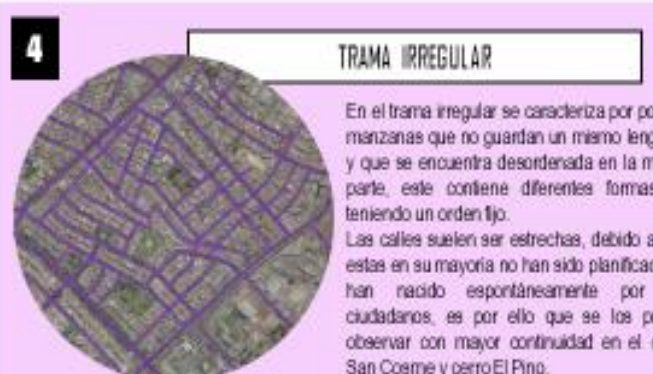 4
TRAMA IRREGULAR
En el trama irregular se caracteriza por po
manzanas que no guardan un mismo leng
y que se encuentra desordenada en la m
parte, este contiene diferentes formas
teniendo un orden fijo.
Las calles suelen ser estrechas, debido a
estas en su mayoría no han sido planificac
han nacido espontáneamente por
ciudadanos, es por ello que se los p
observar con mayor continuidad en el
San Cosme y cerro El Pino.